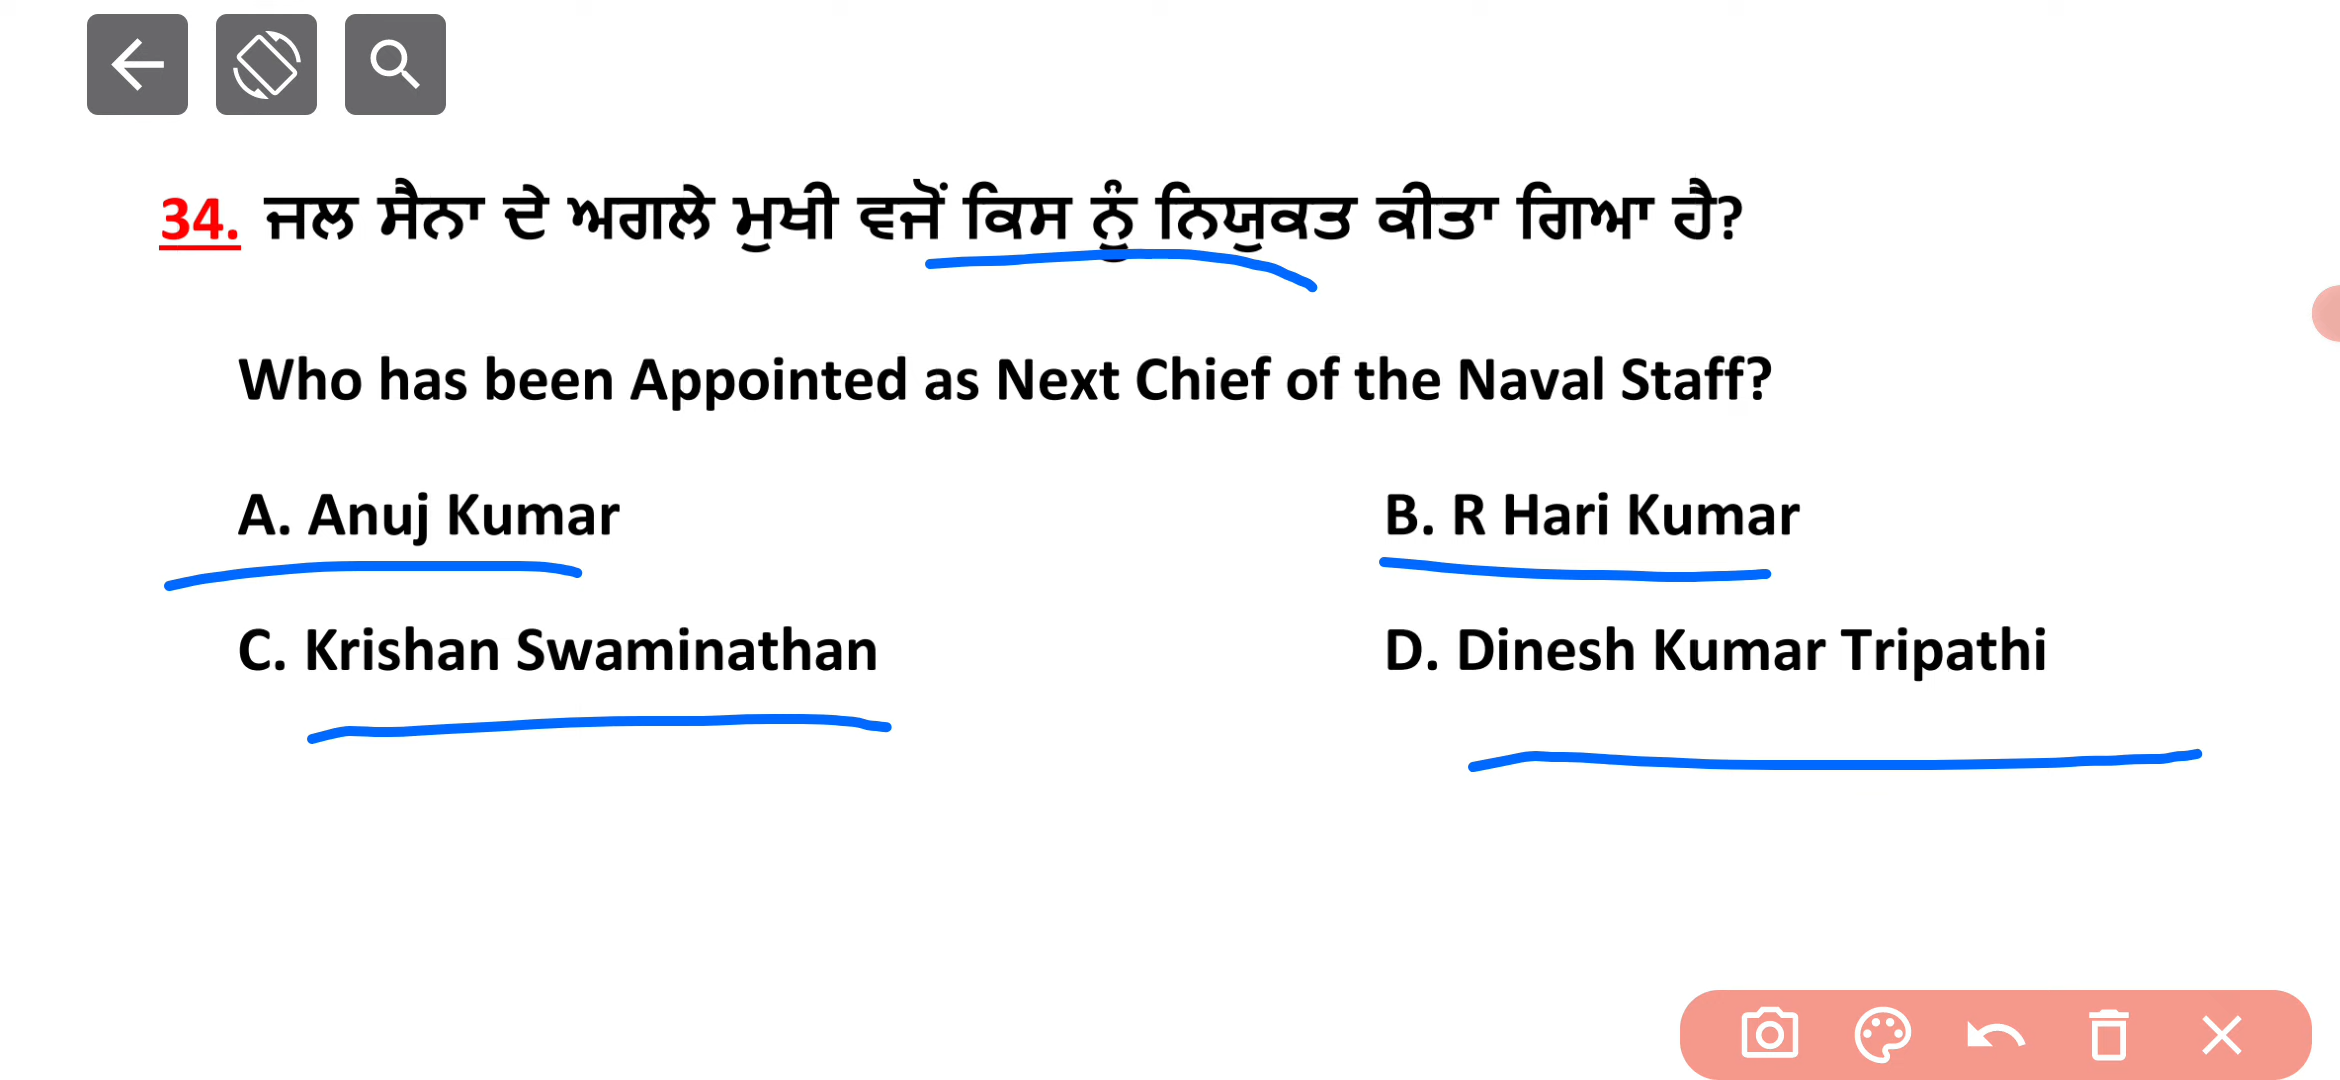 34. ਜਲ ਸੈਨਾ ਦੇ ਅਗਲੇ ਮੁਖੀ ਵਜੋਂ ਕਿਸ ਨੂੰ ਨਿਯੁਕਤ ਕੀਤਾ ਗਿਆ ਹੈ?
Who has been Appointed as Next Chief of the Naval Staff?
A. Anuj Kumar B. R Hari Kumar
C. Krishan Swaminathan D. Dinesh Kumar Tripathi